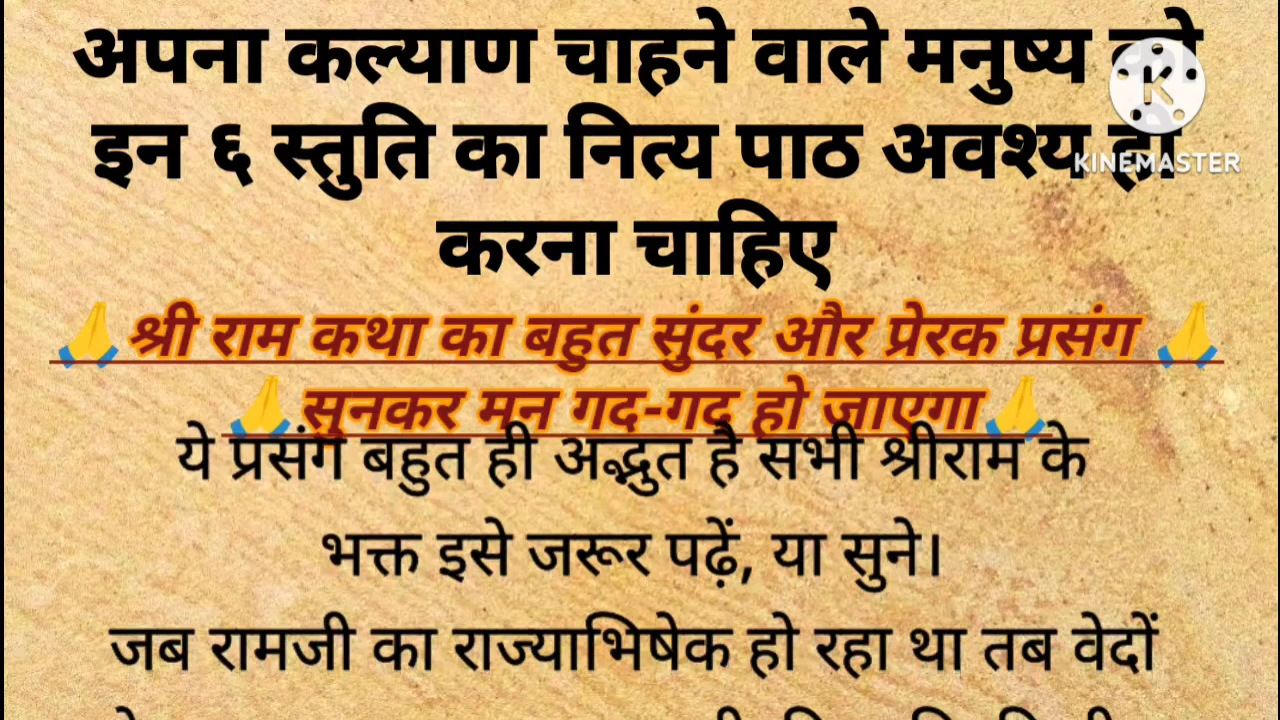 अपना कल्याण चाहने वाले मनुष्य को
इन ६ स्तुति का नित्य पाठ अवश्य ही
करना चाहिए
🙏श्री राम कथा का बहुत सुंदर और प्रेरक प्रसंग 🙏
🙏सुनकर मन गद-गद हो जाएगा🙏
ये प्रसंग बहुत ही अद्भुत है सभी श्रीराम के
भक्त इसे जरूर पढ़ें, या सुने।
जब रामजी का राज्याभिषेक हो रहा था तब वेदों
K
KINEMASTER